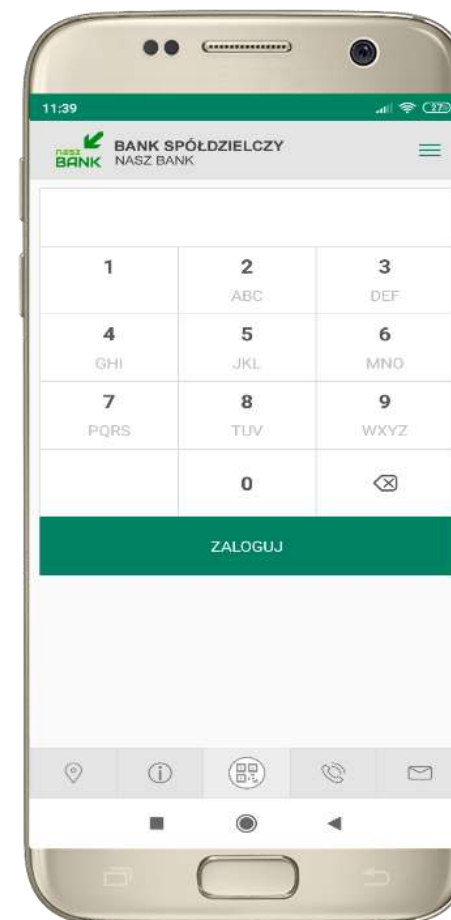 11:39
27
nasz
BANK
BANK SPÓŁDZIELCZY
NASZ BANK
1 2 3
ABC DEF
4 5 6
GHI JKL MNO
7 8 9
PQRS TUV WXYZ
0
ZALOGUJ